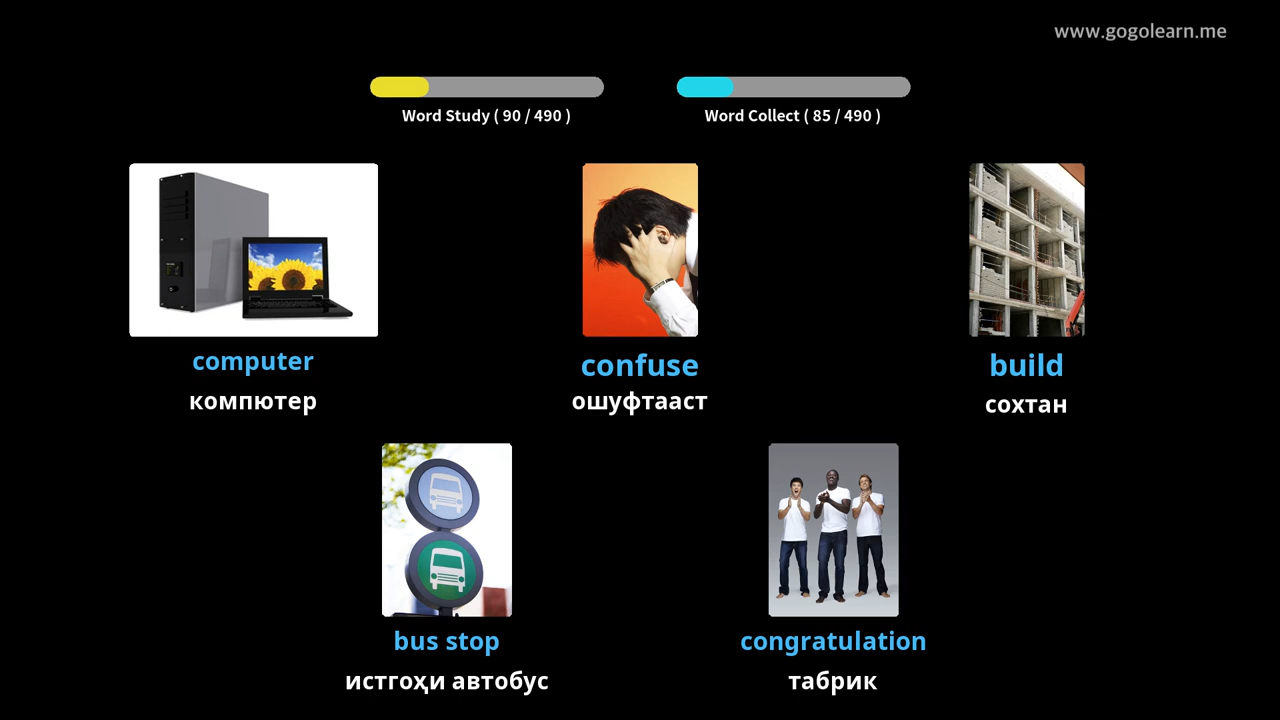 www.gogolearn.me
Word Study ( 90 / 490 )
Word Collect ( 85 / 490 )
computer
компютер
confuse
ошуфтааст
build
сохтан
bus stop
истгоҳи автобус
congratulation
табрик